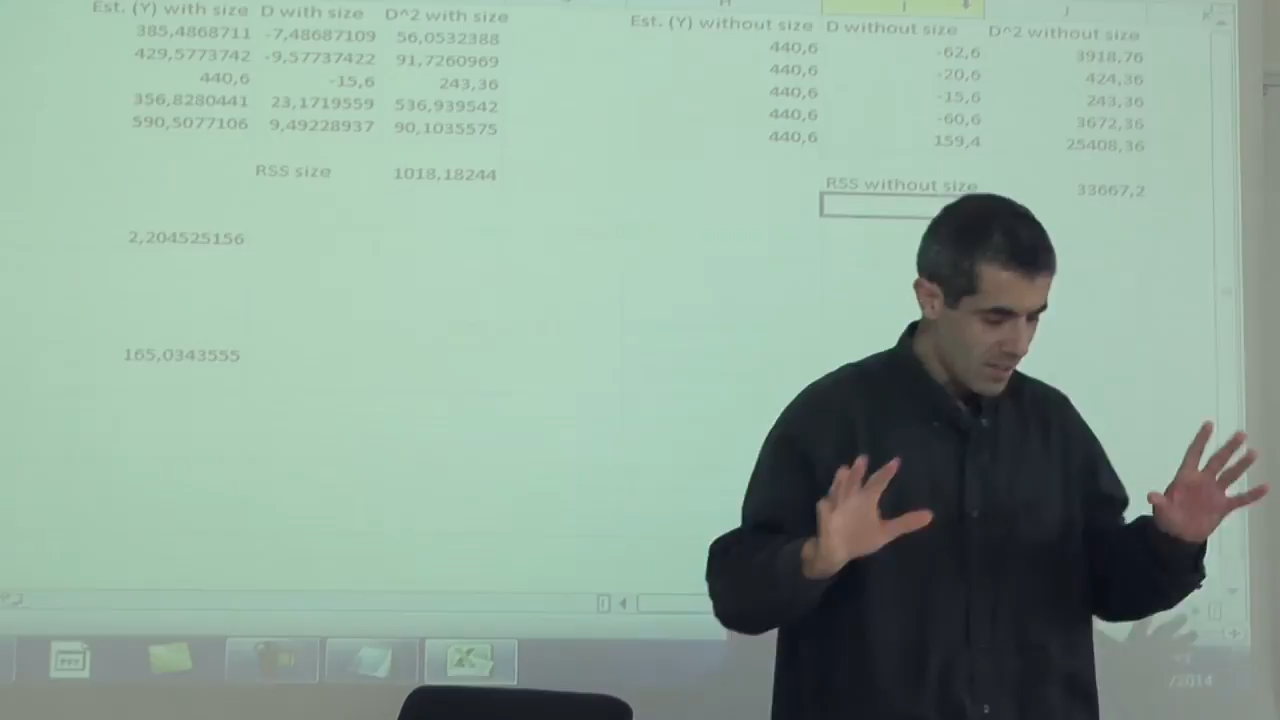 Est. (Y) with size D with size D^2 with size Est. (Y) without size D without size D^2 without size
385,4868711 -7,48687109 56,0532388 440,6 -62,6 3918,76
429,5773742 -9,57737422 91,7260969 440,6 -20,6 424,36
440,6 -15,6 243,36 440,6 -15,6 243,36
356,8280441 23,1719559 536,939542 440,6 -60,6 3672,36
590,5077106 9,49228937 90,1035575 440,6 159,4 25408,36
RSS size 1018,18244 RSS without size 33667,2
2,204525156
165,0343555
/2014